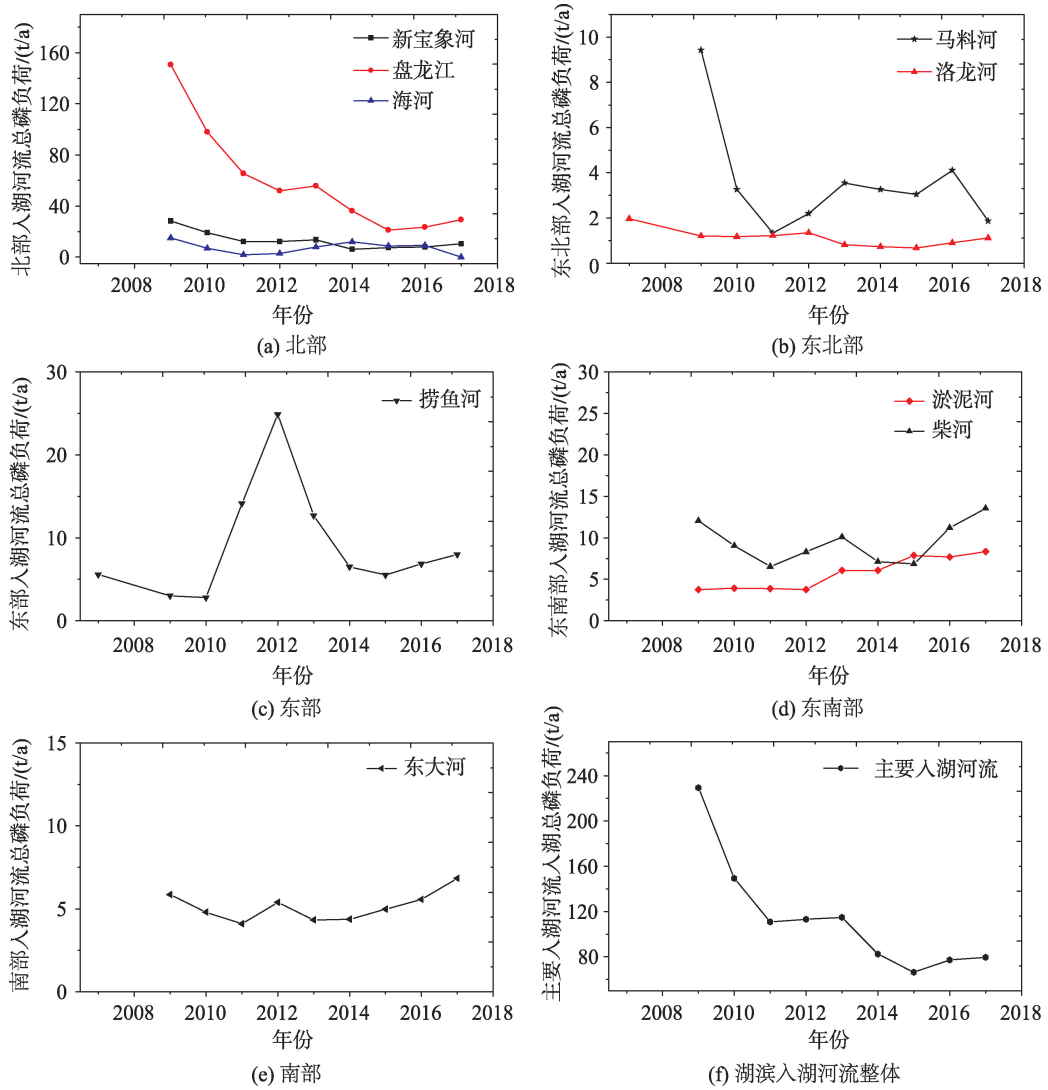 北部入湖河流总磷负荷/(t/a)
160
120
80
40
0
新宝象河
盘龙江
海河
2008 2010 2012 2014 2016 2018
年份
(a) 北部
东北部入湖河流总磷负荷/(t/a)
10
8
6
4
2
0
马料河
洛龙河
2008 2010 2012 2014 2016 2018
年份
(b) 东北部
东部入湖河流总磷负荷/(t/a)
30
20
10
0
捞鱼河
2008 2010 2012 2014 2016 2018
年份
(c) 东部
东南部入湖河流总磷负荷/(t/a)
30
25
20
15
10
5
0
淤泥河
柴河
2008 2010 2012 2014 2016 2018
年份
(d) 东南部
南部入湖河流总磷负荷/(t/a)
15
10
5
0
东大河
2008 2010 2012 2014 2016 2018
年份
(e) 南部
主要入湖河流入湖总磷负荷/(t/a)
240
200
160
120
80
主要入湖河流
2008 2010 2012 2014 2016 2018
年份
(f) 湖滨入湖河流整体